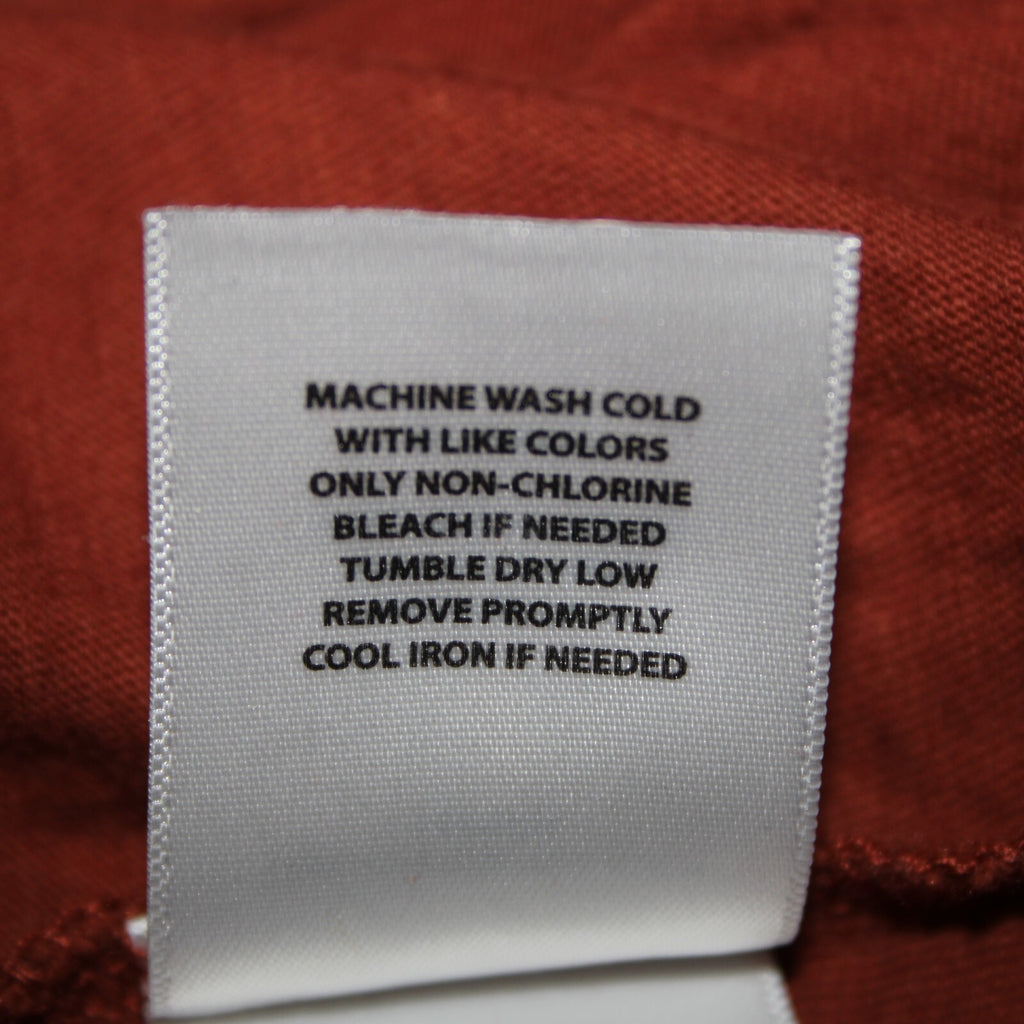 MACHINE WASH COLD
WITH LIKE COLORS
ONLY NON-CHLORINE
BLEACH IF NEEDED
TUMBLE DRY LOW
REMOVE PROMPTLY
COOL IRON IF NEEDED